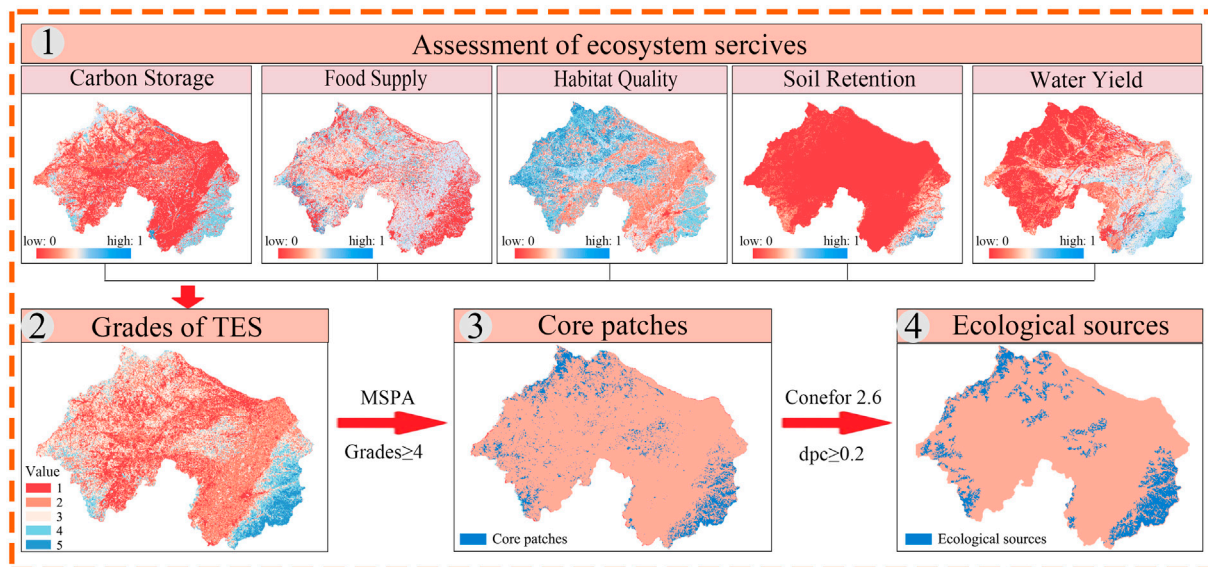 1
Assessment of ecosystem sercives
Carbon Storage
low: 0 high: 1
Food Supply
low: 0 high: 1
Habitat Quality
low: 0 high: 1
Soil Retention
low: 0 high: 1
Water Yield
low: 0 high: 1
2 Grades of TES
Value
1
2
3
4
5
MSPA
Grades≥4
3 Core patches
Core patches
Conefor 2.6
dpc≥0.2
4 Ecological sources
Ecological sources